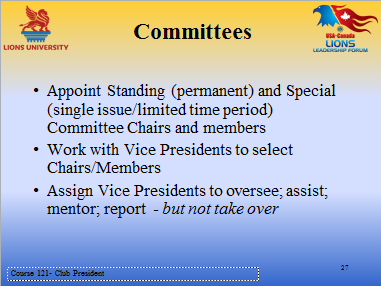 LIONS UNIVERSITY
Committees
USA-Canada
LIONS
LEADERSHIP FORUM
• Appoint Standing (permanent) and Special
(single issue/limited time period)
Committee Chairs and members
• Work with Vice Presidents to select
Chairs/Members
• Assign Vice Presidents to oversee; assist;
mentor; report - but not take over
Course 121- Club President
27